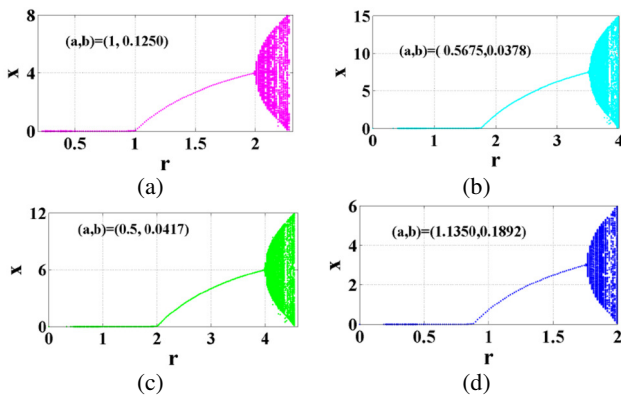 8
4
0
x
(a,b)=(1, 0.1250)
0.5 1 1.5 2
r
(a)
15
10
5
0
x
(a,b)=( 0.5675,0.0378)
0 1 2 3 4
r
(b)
12
6
0
x
(a,b)=(0.5, 0.0417)
0 1 2 3 4
r
(c)
6
4
2
0
x
(a,b)=(1.1350,0.1892)
0 0.5 1 1.5 2
r
(d)